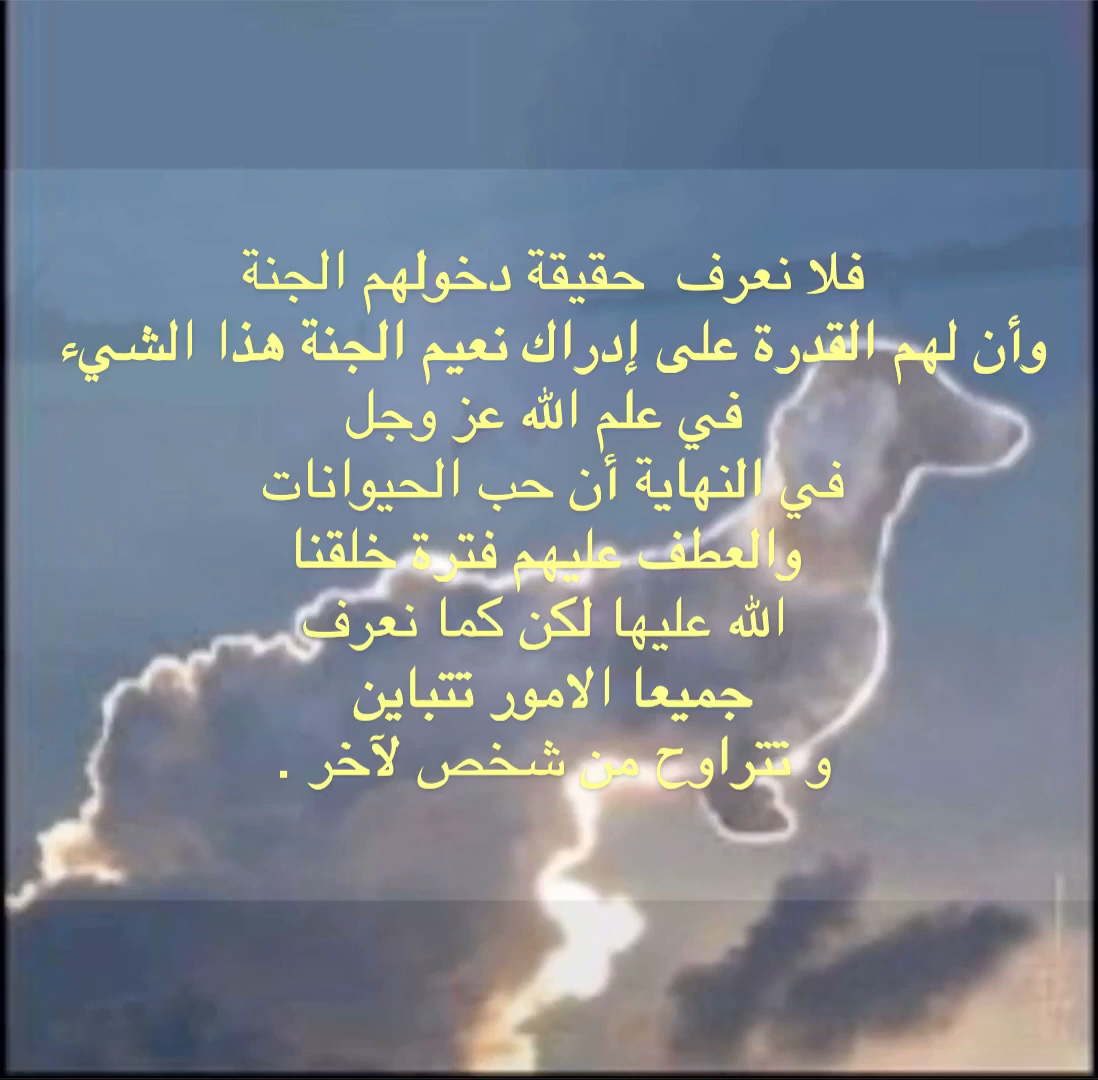 فلا نعرف حقيقة دخولهم الجنة
وأن لهم القدرة على إدراك نعيم الجنة هذا الشيء
في علم الله عز وجل
في النهاية أن حب الحيوانات
والعطف عليهم فترة خلقنا
الله عليها لكن كما نعرف
جميعا الامور تتباين
و تتراوح من شخص لآخر .